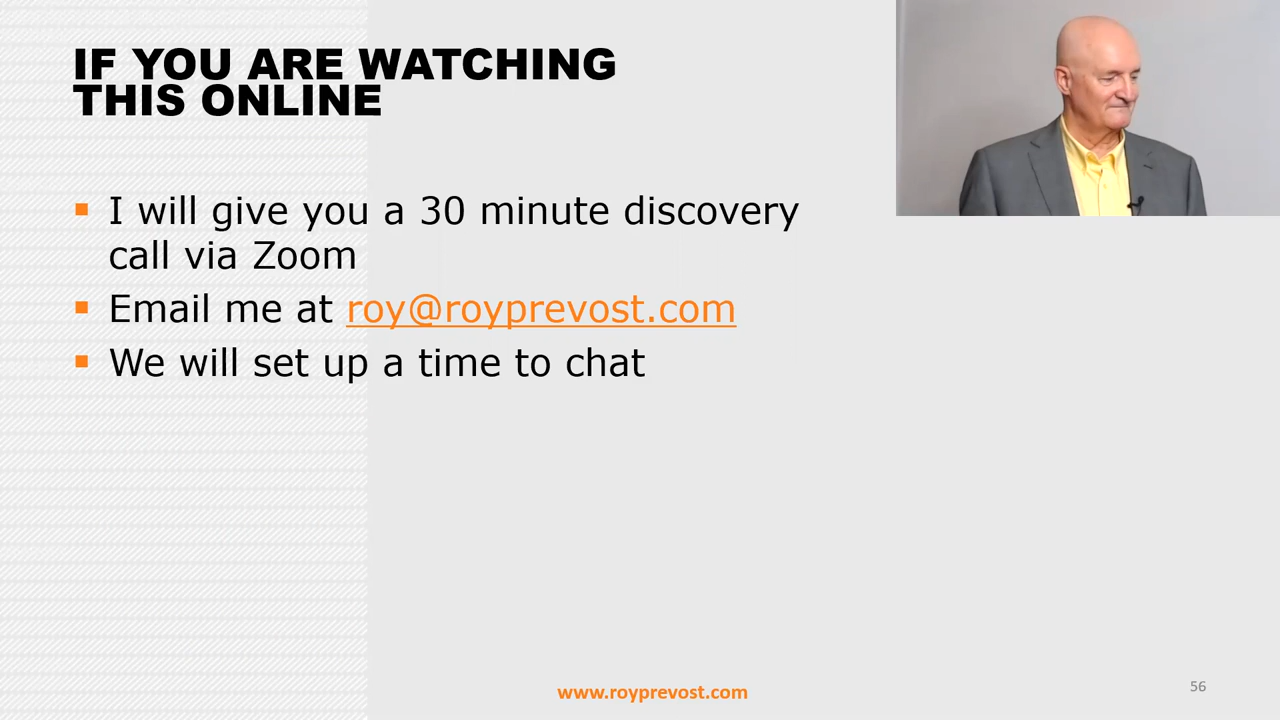 IF YOU ARE WATCHING
THIS ONLINE
I will give you a 30 minute discovery
call via Zoom
Email me at roy@royprevost.com
We will set up a time to chat
www.royprevost.com
56